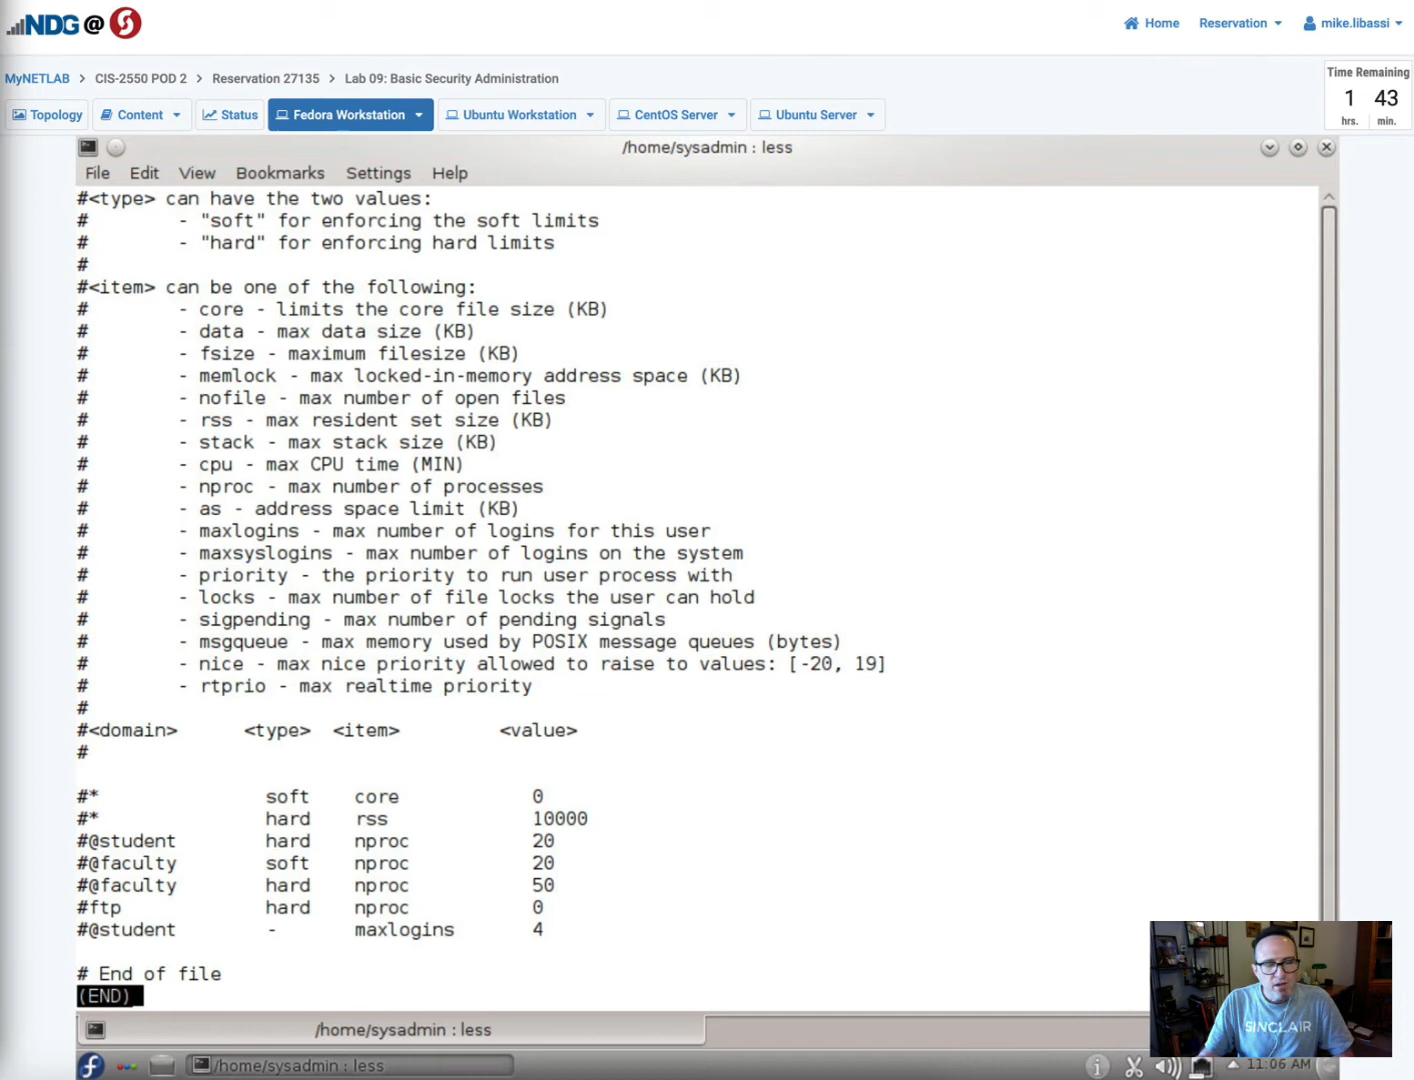 NDG @ S
Home Reservation mike.libassi
MyNETLAB > CIS-2550 POD 2 > Reservation 27135 > Lab 09: Basic Security Administration
Time Remaining
1 43
hrs. min.
Topology Content Status Fedora Workstation Ubuntu Workstation CentOS Server Ubuntu Server
/home/sysadmin : less
File Edit View Bookmarks Settings Help
#<type> can have the two values:
# - "soft" for enforcing the soft limits
# - "hard" for enforcing hard limits
#
#<item> can be one of the following:
# - core - limits the core file size (KB)
# - data - max data size (KB)
# - fsize - maximum filesize (KB)
# - memlock - max locked-in-memory address space (KB)
# - nofile - max number of open files
# - rss - max resident set size (KB)
# - stack - max stack size (KB)
# - cpu - max CPU time (MIN)
# - nproc - max number of processes
# - as - address space limit (KB)
# - maxlogins - max number of logins for this user
# - maxsyslogins - max number of logins on the system
# - priority - the priority to run user process with
# - locks - max number of file locks the user can hold
# - sigpending - max number of pending signals
# - msgqueue - max memory used by POSIX message queues (bytes)
# - nice - max nice priority allowed to raise to values: [-20, 19]
# - rtprio - max realtime priority
#
#<domain> <type> <item> <value>
#
#* soft core 0
#* hard rss 10000
#@student hard nproc 20
#@faculty soft nproc 20
#@faculty hard nproc 50
#ftp hard nproc 0
#@student - maxlogins 4
# End of file
(END)
SINCLAIR
/home/sysadmin : less
/home/sysadmin : less
11:06 AM